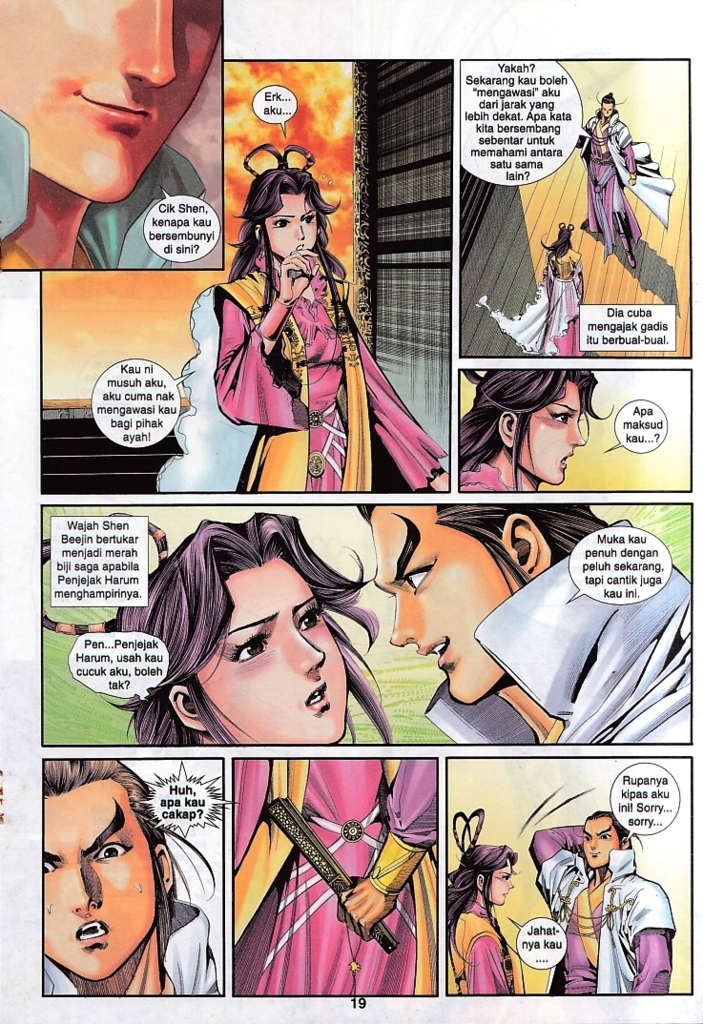 Cik Shen,
kenapa kau
bersembunyi
di sini?
Erk...
aku...
Kau ni
musuh aku,
aku cuma nak
mengawasi kau
bagi pihak
ayah!
Yakah?
Sekarang kau boleh
"mengawasi" aku
dari jarak yang
lebih dekat. Apa kata
kita bersembang
sebentar untuk
memahami antara
satu sama
lain?
Dia cuba
mengajak gadis
itu berbual-bual.
Apa
maksud
kau...?
Wajah Shen
Beejin bertukar
menjadi merah
biji saga apabila
Penjejak Harum
menghampirinya.
Pen...Penjejak
Harum, usah kau
cucuk aku, boleh
tak?
Muka kau
penuh dengan
peluh sekarang,
tapi cantik juga
kau ini.
Huh,
apa kau
cakap?
Rupanya
kipas aku
ini! Sorry...
sorry...
Jahat-
nya kau
....
19